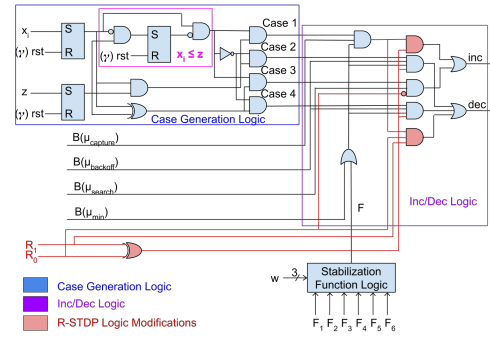 Case 1
x_i
S
R
S
R
(γ) rst
(γ) rst
x_i ≤ z
Case 2
Case 3
z
S
R
(γ) rst
Case 4
Case Generation Logic
inc
dec
B(μ_capture)
B(μ_backoff)
B(μ_search)
B(μ_min)
F
Inc/Dec Logic
R_1
R_0
w
3
Stabilization
Function Logic
F_1 F_2 F_3 F_4 F_5 F_6
Case Generation Logic
Inc/Dec Logic
R-STDP Logic Modifications